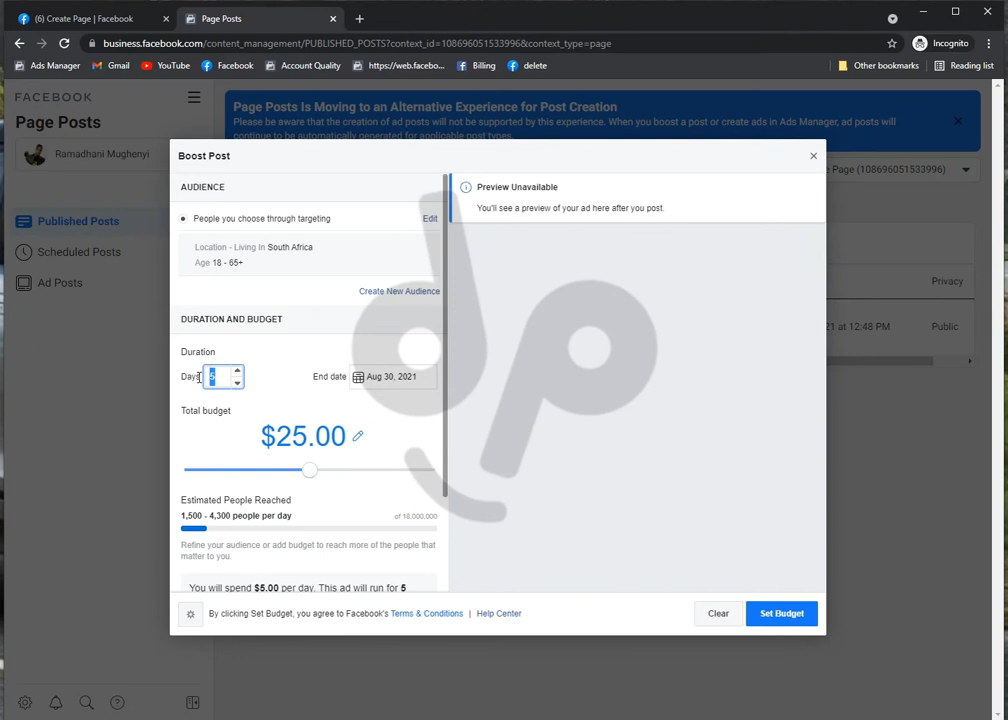 (6) Create Page | Facebook
Page Posts
business.facebook.com/content_management/PUBLISHED_POSTS?context_id=108696051533996&context_type=page
Incognito
Ads Manager
Gmail
YouTube
Facebook
Account Quality
https://web.facebo...
Billing
delete
Other bookmarks
Reading list
FACEBOOK
Page Posts
Ramadhani Mughenyi
Published Posts
Scheduled Posts
Ad Posts
Page Posts Is Moving to an Alternative Experience for Post Creation
Please be aware that the creation of ad posts will not be supported by this experience. When you boost a post or create ads in Ads Manager, ad posts will
continue to be automatically generated for applicable post types.
Page (108696051533996)
Privacy
21 at 12:48 PM
Public
Boost Post
AUDIENCE
People you choose through targeting
Edit
Location - Living In South Africa
Age 18 - 65+
Create New Audience
DURATION AND BUDGET
Duration
Days
5
End date
Aug 30, 2021
Total budget
$25.00
Estimated People Reached
1,500 - 4,300 people per day
of 18,000,000
Refine your audience or add budget to reach more of the people that
matter to you.
You will spend $5.00 per day. This ad will run for 5
Preview Unavailable
You'll see a preview of your ad here after you post.
By clicking Set Budget, you agree to Facebook's Terms & Conditions | Help Center
Clear
Set Budget
dp